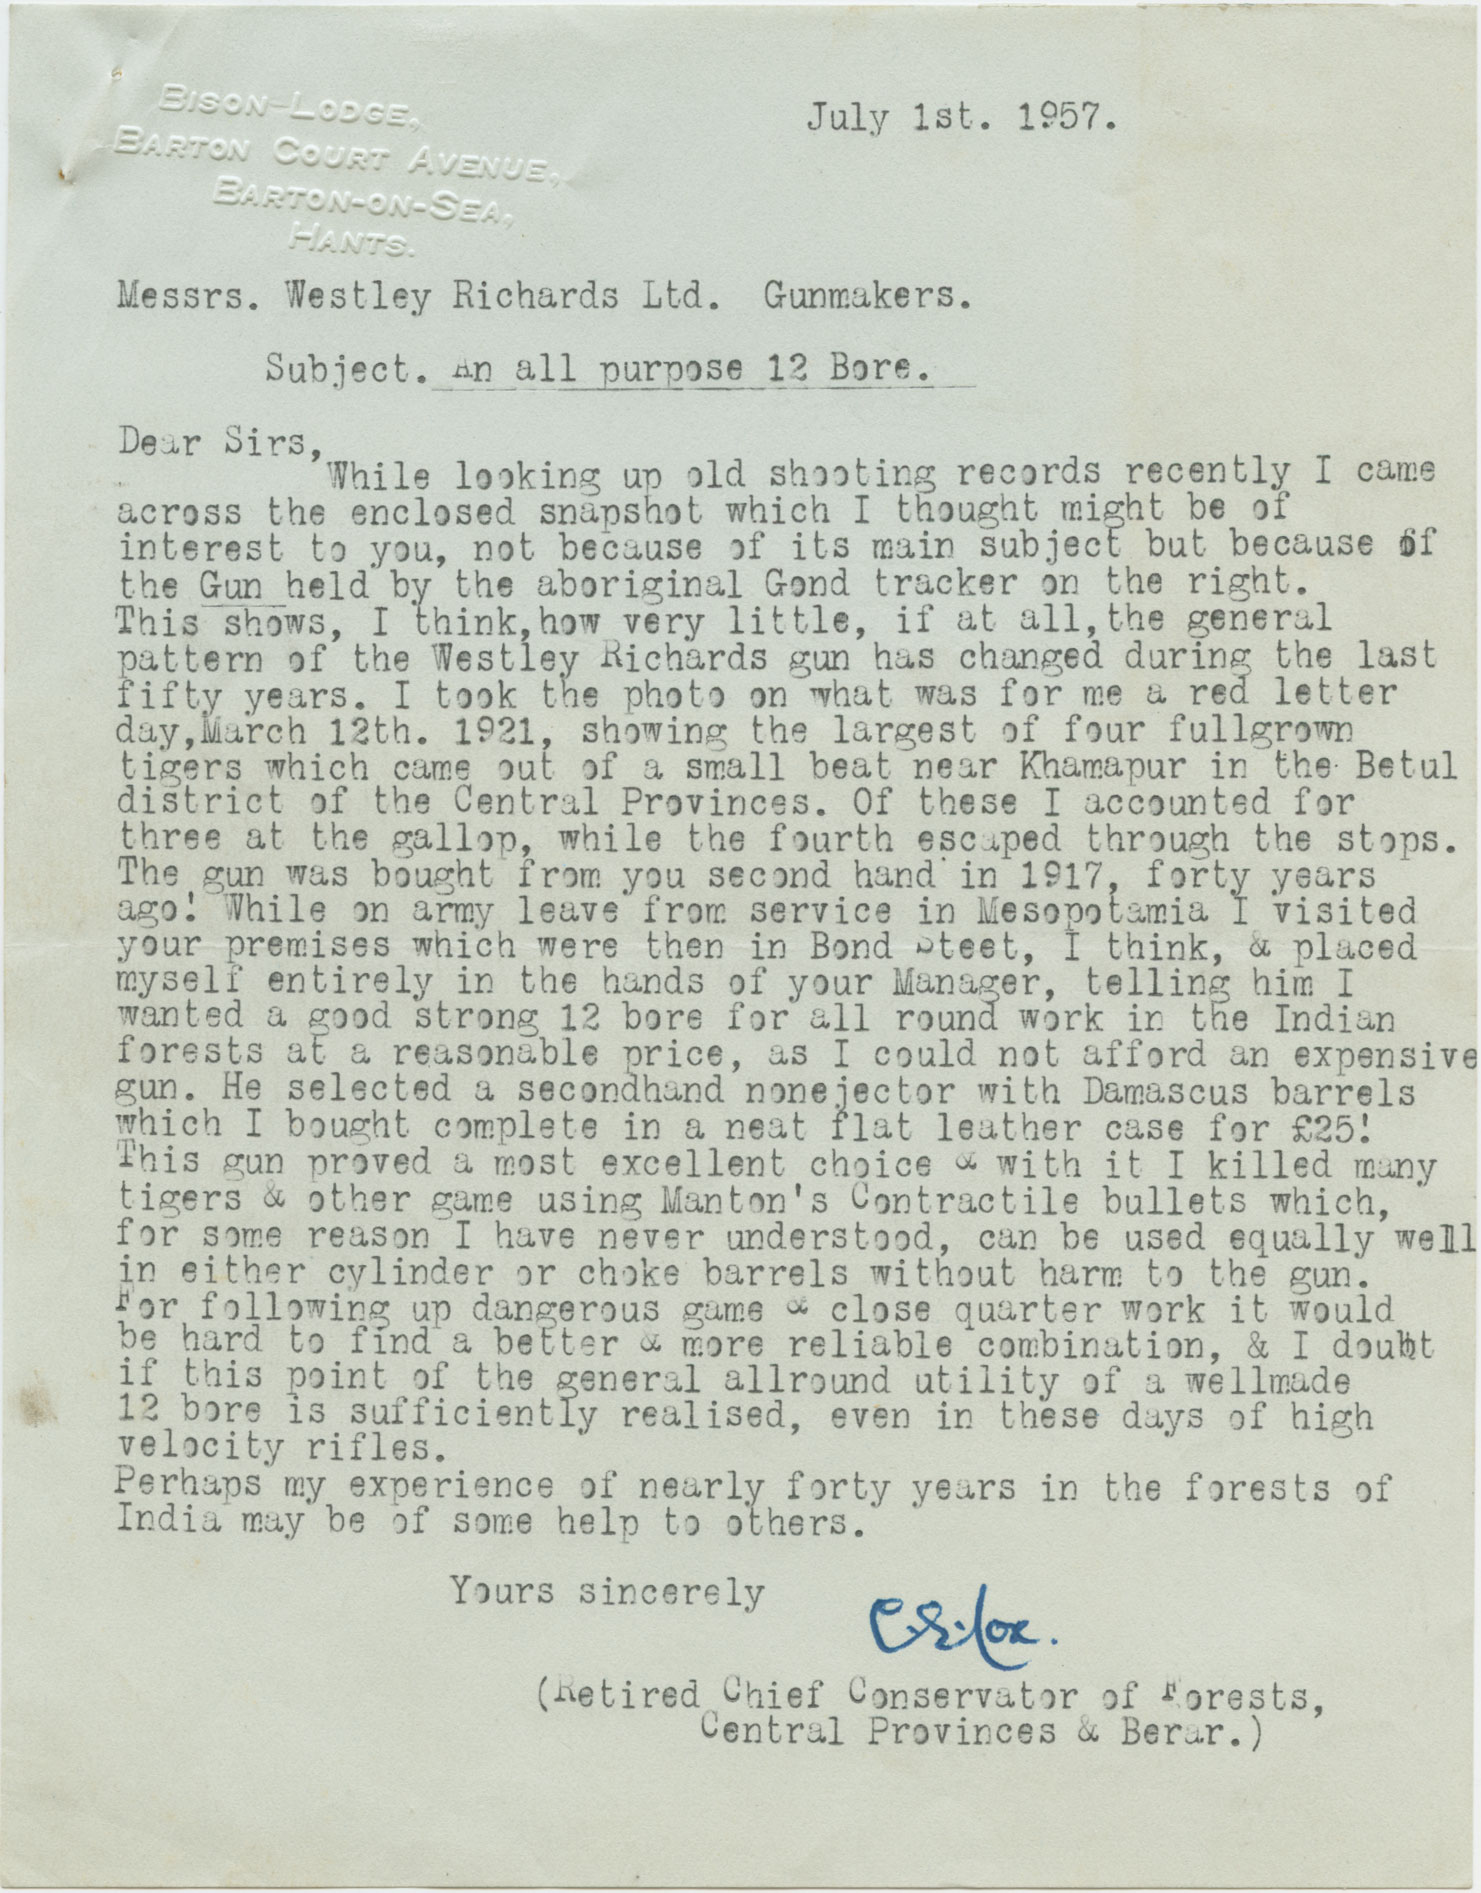 BISON-LODGE,
BARTON COURT AVENUE,
BARTON-ON-SEA,
HANTS.
July 1st. 1957.
Messrs. Westley Richards Ltd. Gunmakers.
Subject. An all purpose 12 Bore.
Dear Sirs,
While looking up old shooting records recently I came
across the enclosed snapshot which I thought might be of
interest to you, not because of its main subject but because of
the Gun held by the aboriginal Gond tracker on the right.
This shows, I think,how very little, if at all,the general
pattern of the Westley Richards gun has changed during the last
fifty years. I took the photo on what was for me a red letter
day,March 12th. 1921, showing the largest of four fullgrown
tigers which came out of a small beat near Khamapur in the Betul
district of the Central Provinces. Of these I accounted for
three at the gallop, while the fourth escaped through the stops.
The gun was bought from you second hand in 1917, forty years
ago! While on army leave from service in Mesopotamia I visited
your premises which were then in Bond Steet, I think, & placed
myself entirely in the hands of your Manager, telling him I
wanted a good strong 12 bore for all round work in the Indian
forests at a reasonable price, as I could not afford an expensive
gun. He selected a secondhand nonejector with Damascus barrels
which I bought complete in a neat flat leather case for £25!
This gun proved a most excellent choice & with it I killed many
tigers & other game using Manton's Contractile bullets which,
for some reason I have never understood, can be used equally well
in either cylinder or choke barrels without harm to the gun.
For following up dangerous game & close quarter work it would
be hard to find a better & more reliable combination, & I doubt
if this point of the general allround utility of a wellmade
12 bore is sufficiently realised, even in these days of high
velocity rifles.
Perhaps my experience of nearly forty years in the forests of
India may be of some help to others.
Yours sincerely
C.E.Cox.
(Retired Chief Conservator of Forests,
Central Provinces & Berar.)